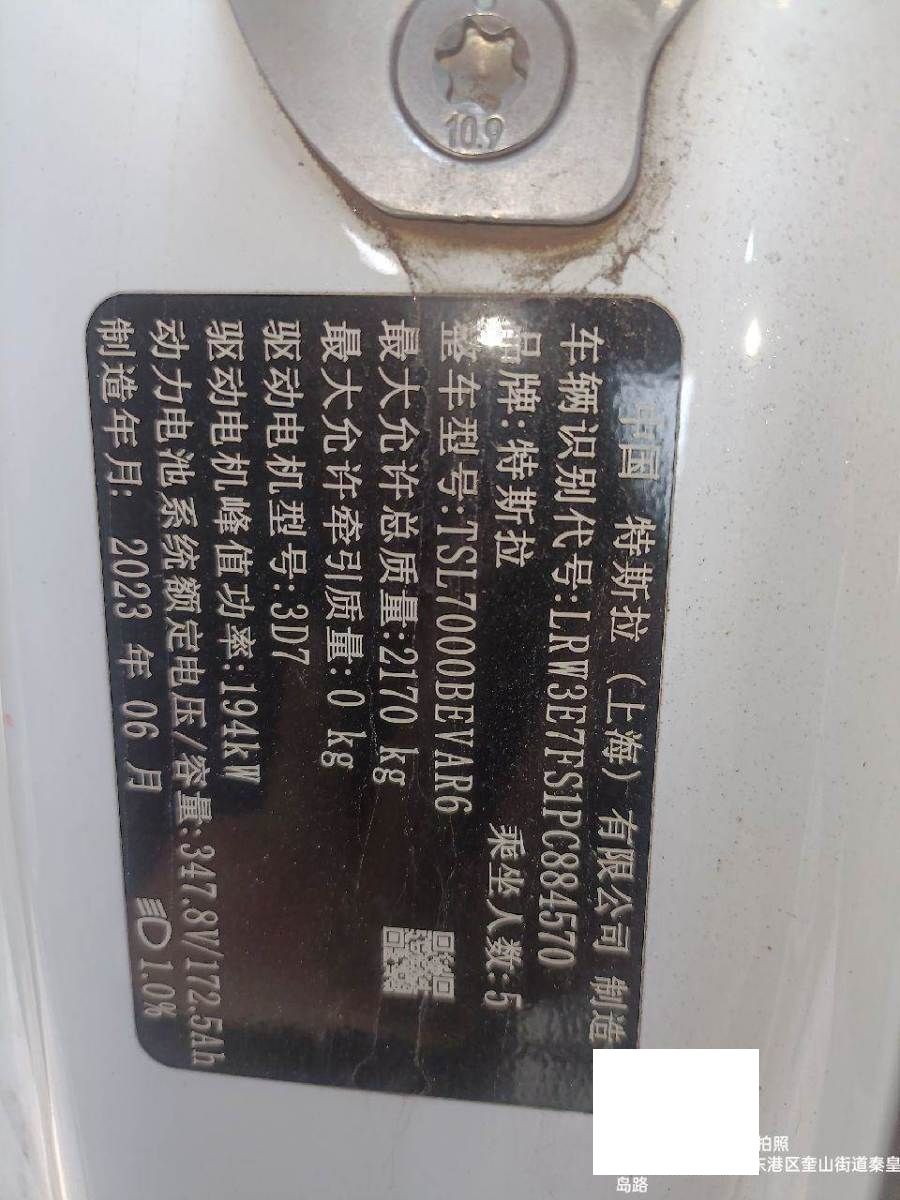 10.9
中国 特斯拉（上海）有限公司 制造
车辆识别代号:LRW3E7FS1PC884570
品牌:特斯拉 乘坐人数:5
整车型号:TSL7000BEVAR6
最大允许总质量:2170 kg
最大允许牵引质量:0 kg
驱动电机型号:3D7
驱动电机峰值功率:194kW
动力电池系统额定电压/容量:347.8V/172.5Ah
制造年月: 2023 年 06 月 1.0%
拍照
东港区奎山街道秦皇
岛路